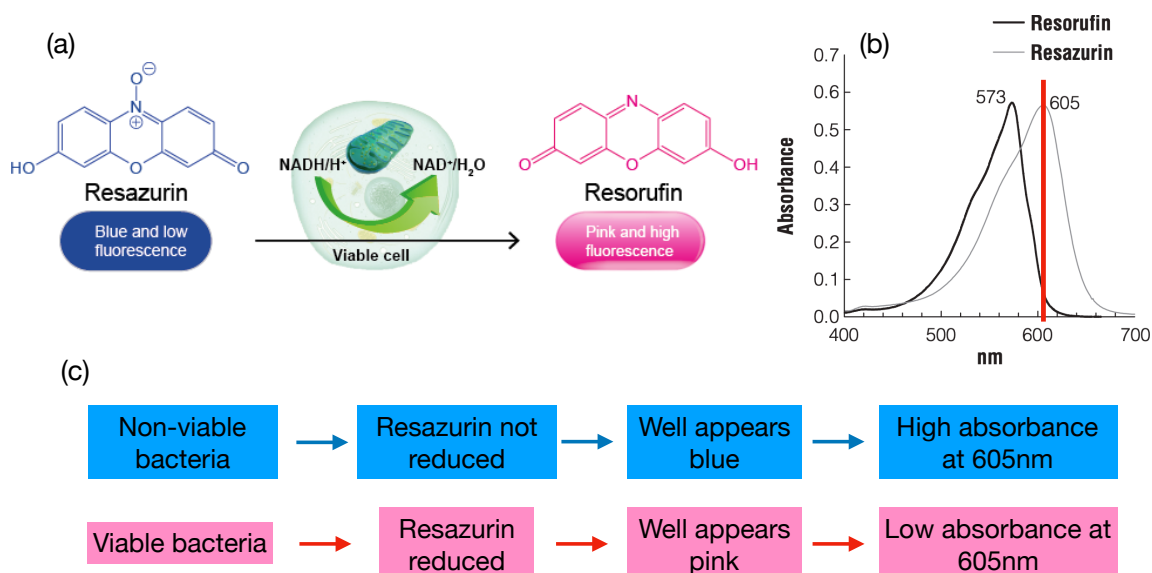 (a)
O⊖
N
⊕
HO
O
O
Resazurin
Blue and low
fluorescence
NADH/H⁺
NAD⁺/H₂O
Viable cell
N
O
O
OH
Resorufin
Pink and high
fluorescence
(b)
Resorufin
Resazurin
0.7
0.6
0.5
0.4
0.3
0.2
0.1
0.0
Absorbance
573
605
400
500
600
700
nm
(c)
Non-viable
bacteria
Resazurin not
reduced
Well appears
blue
High absorbance
at 605nm
Viable bacteria
Resazurin
reduced
Well appears
pink
Low absorbance at
605nm